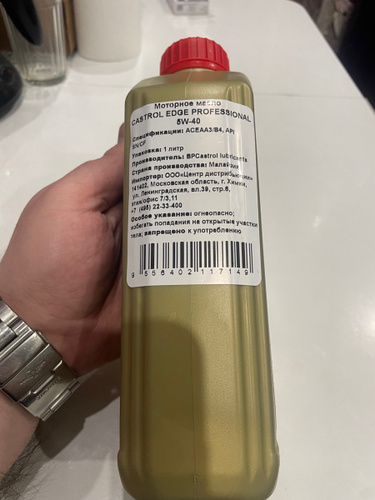 Моторное масло
CASTROL EDGE PROFESSIONAL
5W-40
Спецификации: ACEAA3/B4, API
SN/CF
Упаковка: 1 литр
Производитель: BPCastrol lubricants
Страна производства: Малайзия
Импортер: ООО«Центр дистрибьюции»
141402, Московская область, г. Химки,
ул. Ленинградская, вл.39, стр.5,
этаж/офис 7/3,11
+7 (495) 22-33-400
Особое указание: огнеопасно;
избегать попадания на открытые участки
тела; запрещено к употреблению
9 556402 117149